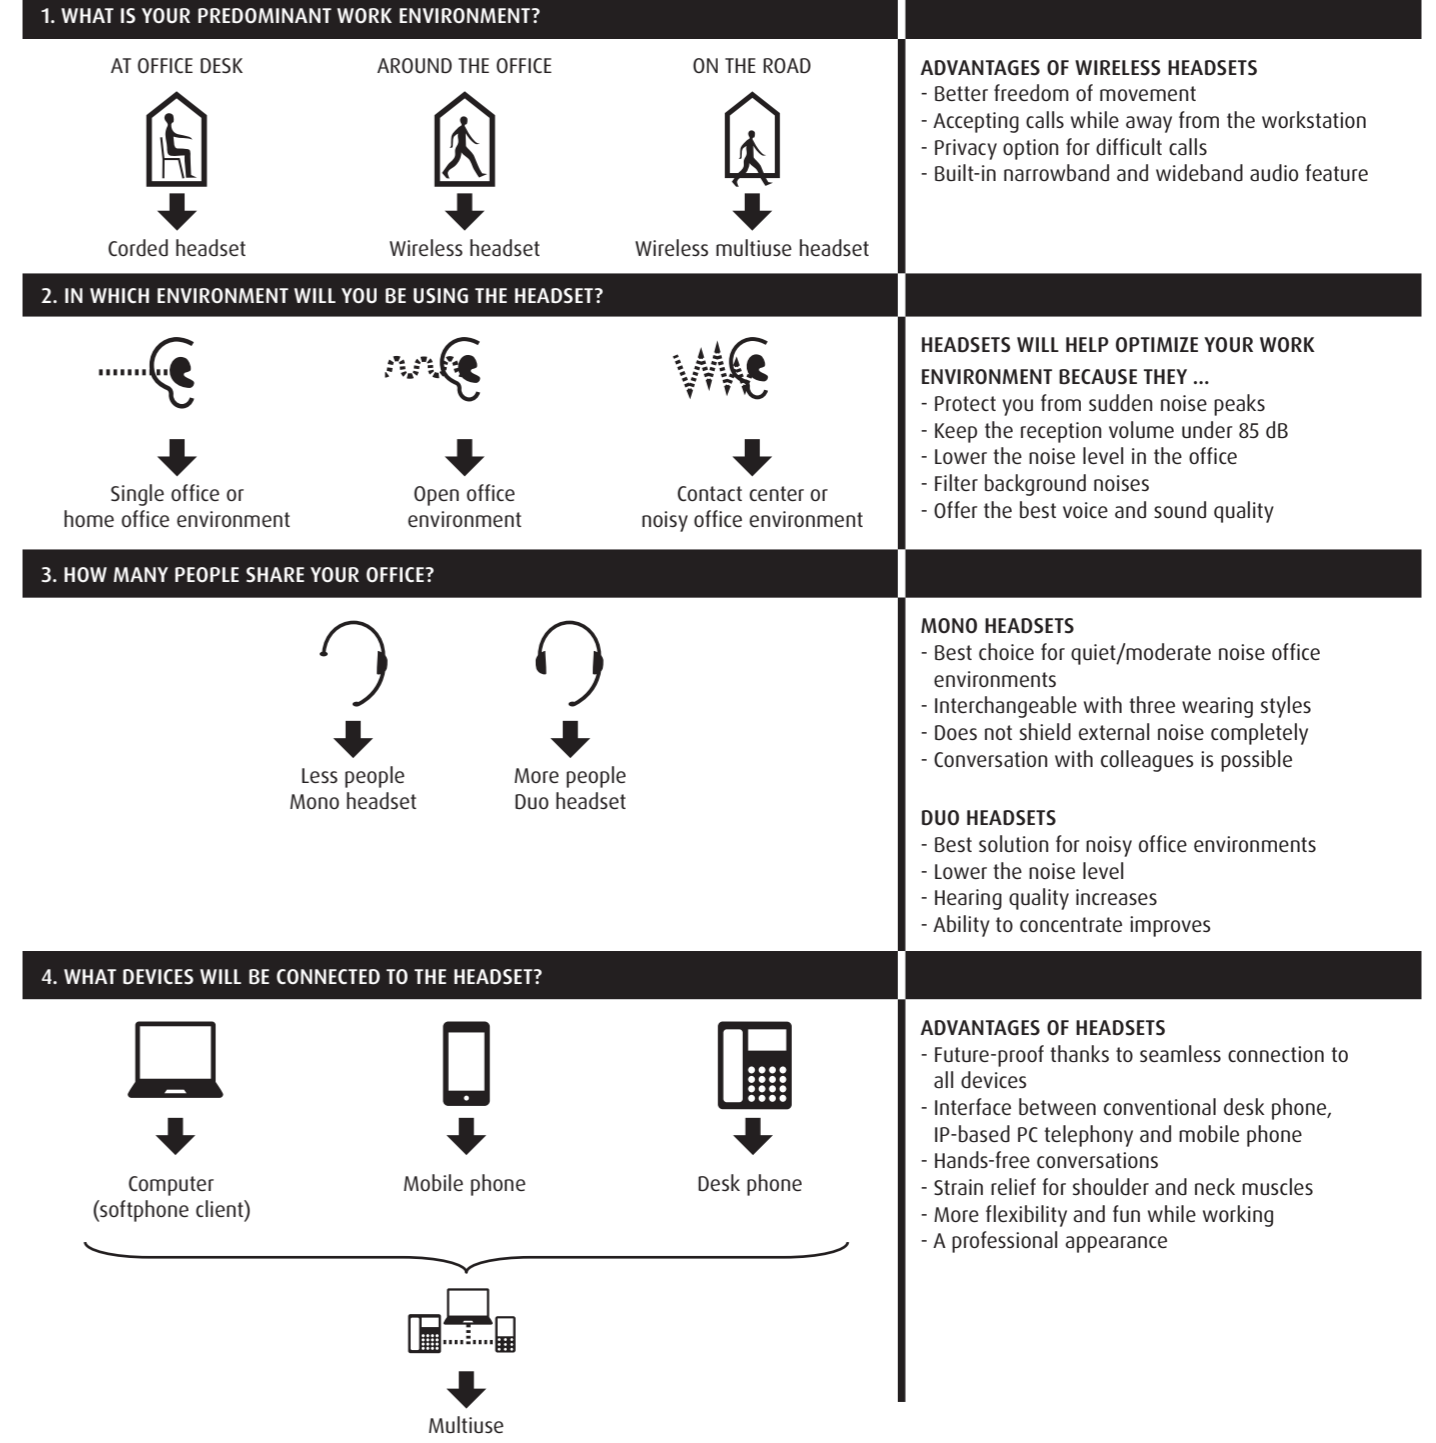 1. WHAT IS YOUR PREDOMINANT WORK ENVIRONMENT?
AT OFFICE DESK
AROUND THE OFFICE
ON THE ROAD
Corded headset
Wireless headset
Wireless multiuse headset
ADVANTAGES OF WIRELESS HEADSETS
- Better freedom of movement
- Accepting calls while away from the workstation
- Privacy option for difficult calls
- Built-in narrowband and wideband audio feature
2. IN WHICH ENVIRONMENT WILL YOU BE USING THE HEADSET?
Single office or
home office environment
Open office
environment
Contact center or
noisy office environment
HEADSETS WILL HELP OPTIMIZE YOUR WORK
ENVIRONMENT BECAUSE THEY ...
- Protect you from sudden noise peaks
- Keep the reception volume under 85 dB
- Lower the noise level in the office
- Filter background noises
- Offer the best voice and sound quality
3. HOW MANY PEOPLE SHARE YOUR OFFICE?
Less people
Mono headset
More people
Duo headset
MONO HEADSETS
- Best choice for quiet/moderate noise office
environments
- Interchangeable with three wearing styles
- Does not shield external noise completely
- Conversation with colleagues is possible
DUO HEADSETS
- Best solution for noisy office environments
- Lower the noise level
- Hearing quality increases
- Ability to concentrate improves
4. WHAT DEVICES WILL BE CONNECTED TO THE HEADSET?
Computer
(softphone client)
Mobile phone
Desk phone
Multiuse
ADVANTAGES OF HEADSETS
- Future-proof thanks to seamless connection to
all devices
- Interface between conventional desk phone,
IP-based PC telephony and mobile phone
- Hands-free conversations
- Strain relief for shoulder and neck muscles
- More flexibility and fun while working
- A professional appearance